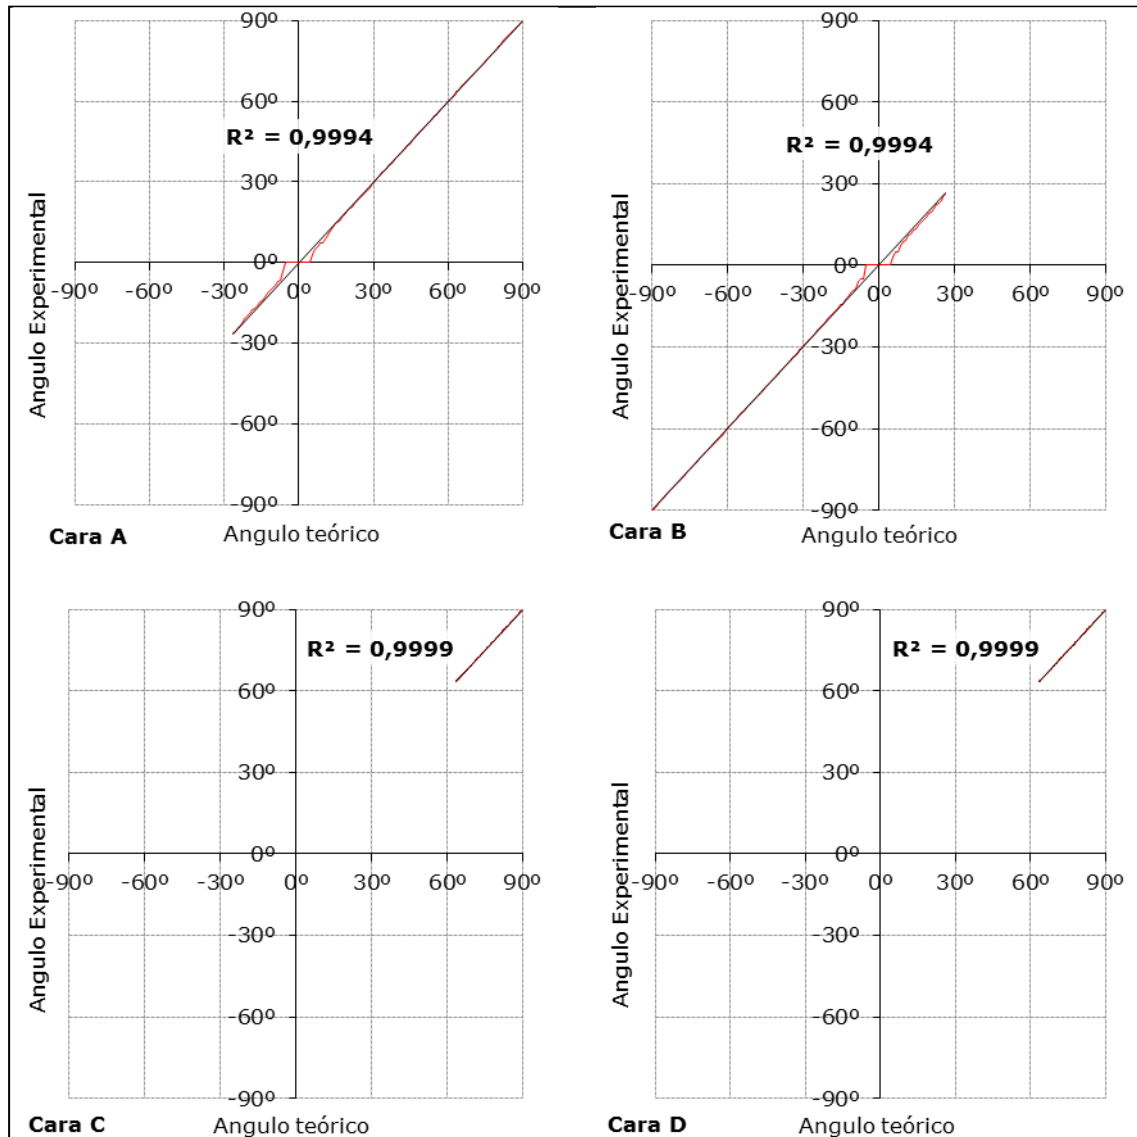 90º
60º
R² = 0,9994
30º
0º
-90º -60º -30º 0º 30º 60º 90º
-30º
-60º
-90º
Angulo Experimental
Cara A
Angulo teórico
90º
60º
R² = 0,9994
30º
0º
-90º -60º -30º 0º 30º 60º 90º
-30º
-60º
-90º
Angulo Experimental
Cara B
Angulo teórico
90º
R² = 0,9999
60º
30º
0º
-90º -60º -30º 0º 30º 60º 90º
-30º
-60º
-90º
Angulo Experimental
Cara C
Angulo teórico
90º
R² = 0,9999
60º
30º
0º
-90º -60º -30º 0º 30º 60º 90º
-30º
-60º
-90º
Angulo Experimental
Cara D
Angulo teórico